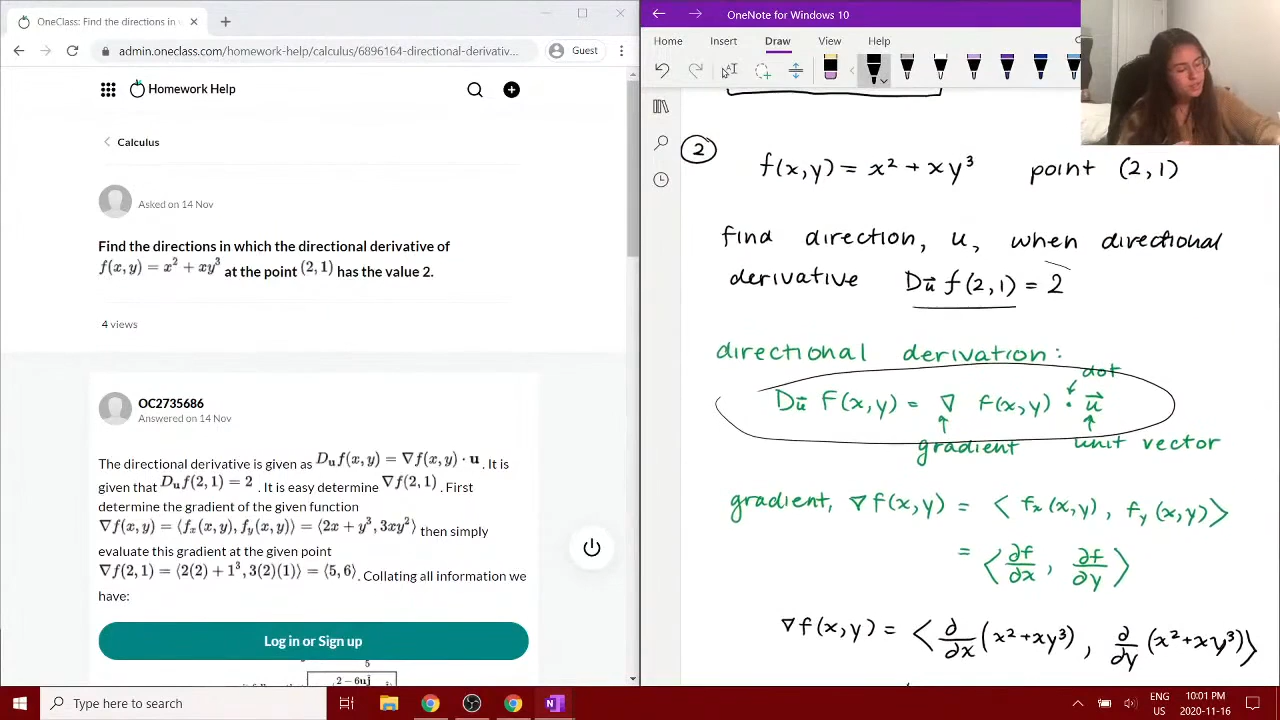 OneClass: Find the directions in u
admin.oneclass.com/homework-help/calculus/6895164-directional-derivativ...
Guest
Homework Help
Calculus
Asked on 14 Nov
Find the directions in which the directional derivative of
f(x, y) = x² + xy³ at the point (2, 1) has the value 2.
4 views
OC2735686
Answered on 14 Nov
The directional derivative is given as D_u f(x, y) = ∇f(x, y) · u . It is
given that D_u f(2, 1) = 2 . It is easy determine ∇f(2, 1) . First
determine the gradient of the given function
∇f(x, y) = ⟨f_x(x, y), f_y(x, y)⟩ = ⟨2x + y³, 3xy²⟩ then simply
evaluate this gradient at the given point
∇f(2, 1) = ⟨2(2) + 1³, 3(2)(1)⟩ = ⟨5, 6⟩ . Collating all information we
have:
Log in or Sign up
OneNote for Windows 10
Home Insert Draw View Help
2
f(x,y) = x² + xy³ point (2,1)
find direction, u, when directional
derivative Dū f(2,1) = 2
directional derivation:
dot
Dū F(x,y) = ∇ f(x,y) • u⃗
gradient unit vector
gradient, ∇f(x,y) = ⟨ fx(x,y), fy(x,y)⟩
= ⟨∂f/∂x, ∂f/∂y⟩
∇f(x,y) = ⟨∂/∂x(x²+xy³), ∂/∂y(x²+xy³)⟩
Type here to search
ENG
US
10:01 PM
2020-11-16